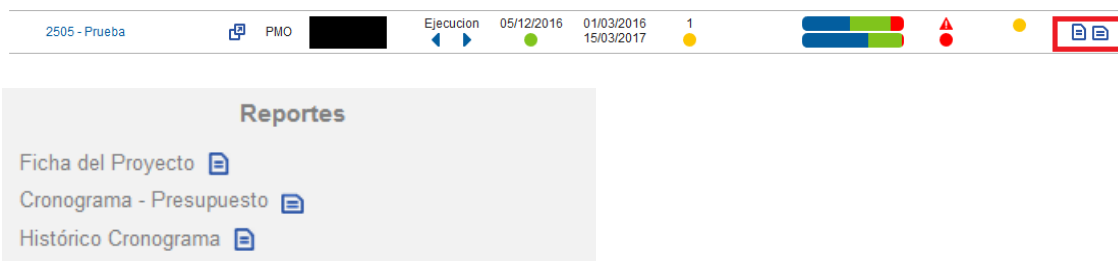 2505 - Prueba PMO Ejecucion 05/12/2016 01/03/2016 1
15/03/2017
Reportes
Ficha del Proyecto
Cronograma - Presupuesto
Histórico Cronograma